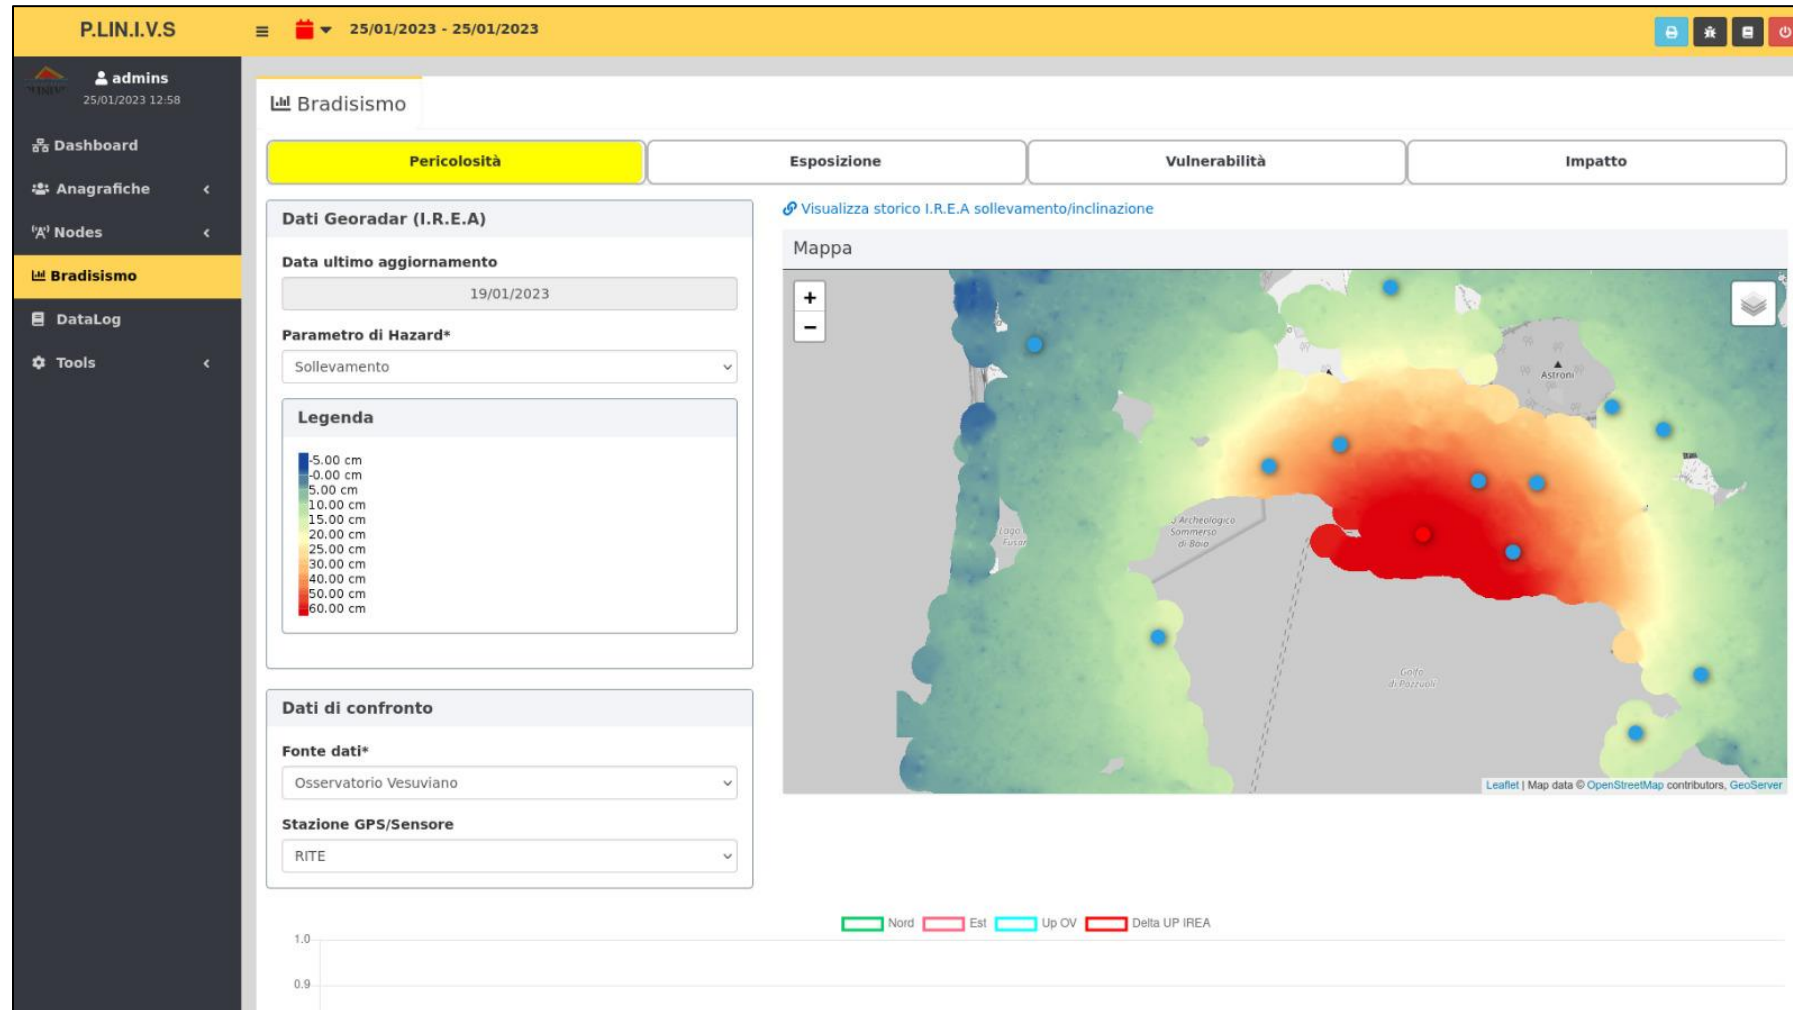 P.LIN.I.V.S
25/01/2023 - 25/01/2023
admins
25/01/2023 12:58
Dashboard
Anagrafiche
Nodes
Bradisismo
DataLog
Tools
Bradisismo
Pericolosità
Esposizione
Vulnerabilità
Impatto
Dati Georadar (I.R.E.A)
Data ultimo aggiornamento
19/01/2023
Parametro di Hazard*
Sollevamento
Legenda
-5.00 cm
-0.00 cm
5.00 cm
10.00 cm
15.00 cm
20.00 cm
25.00 cm
30.00 cm
40.00 cm
50.00 cm
60.00 cm
Visualizza storico I.R.E.A sollevamento/inclinazione
Mappa
+
−
Astroni
Archeologico
Sommerso
di Baia
Lago
Golfo
di Pozzuoli
Leaflet | Map data © OpenStreetMap contributors, GeoServer
Dati di confronto
Fonte dati*
Osservatorio Vesuviano
Stazione GPS/Sensore
RITE
Nord Est Up OV Delta UP IREA
1.0
0.9